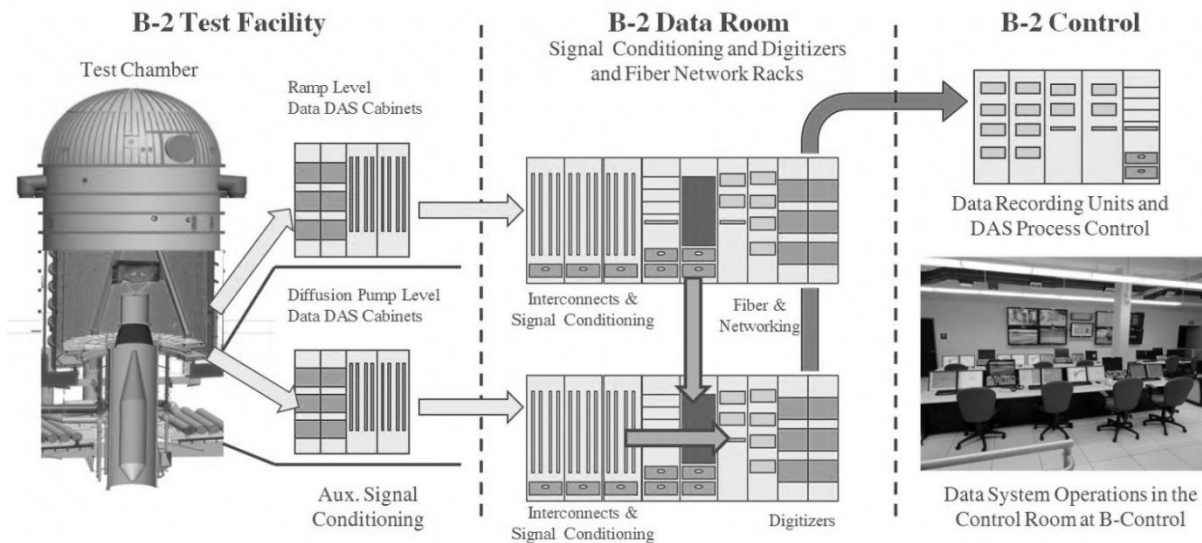 B-2 Test Facility
Test Chamber
Ramp Level
Data DAS Cabinets
Diffusion Pump Level
Data DAS Cabinets
Aux. Signal
Conditioning
B-2 Data Room
Signal Conditioning and Digitizers
and Fiber Network Racks
Interconnects &
Signal Conditioning
Fiber &
Networking
Interconnects &
Signal Conditioning
Digitizers
B-2 Control
Data Recording Units and
DAS Process Control
Data System Operations in the
Control Room at B-Control